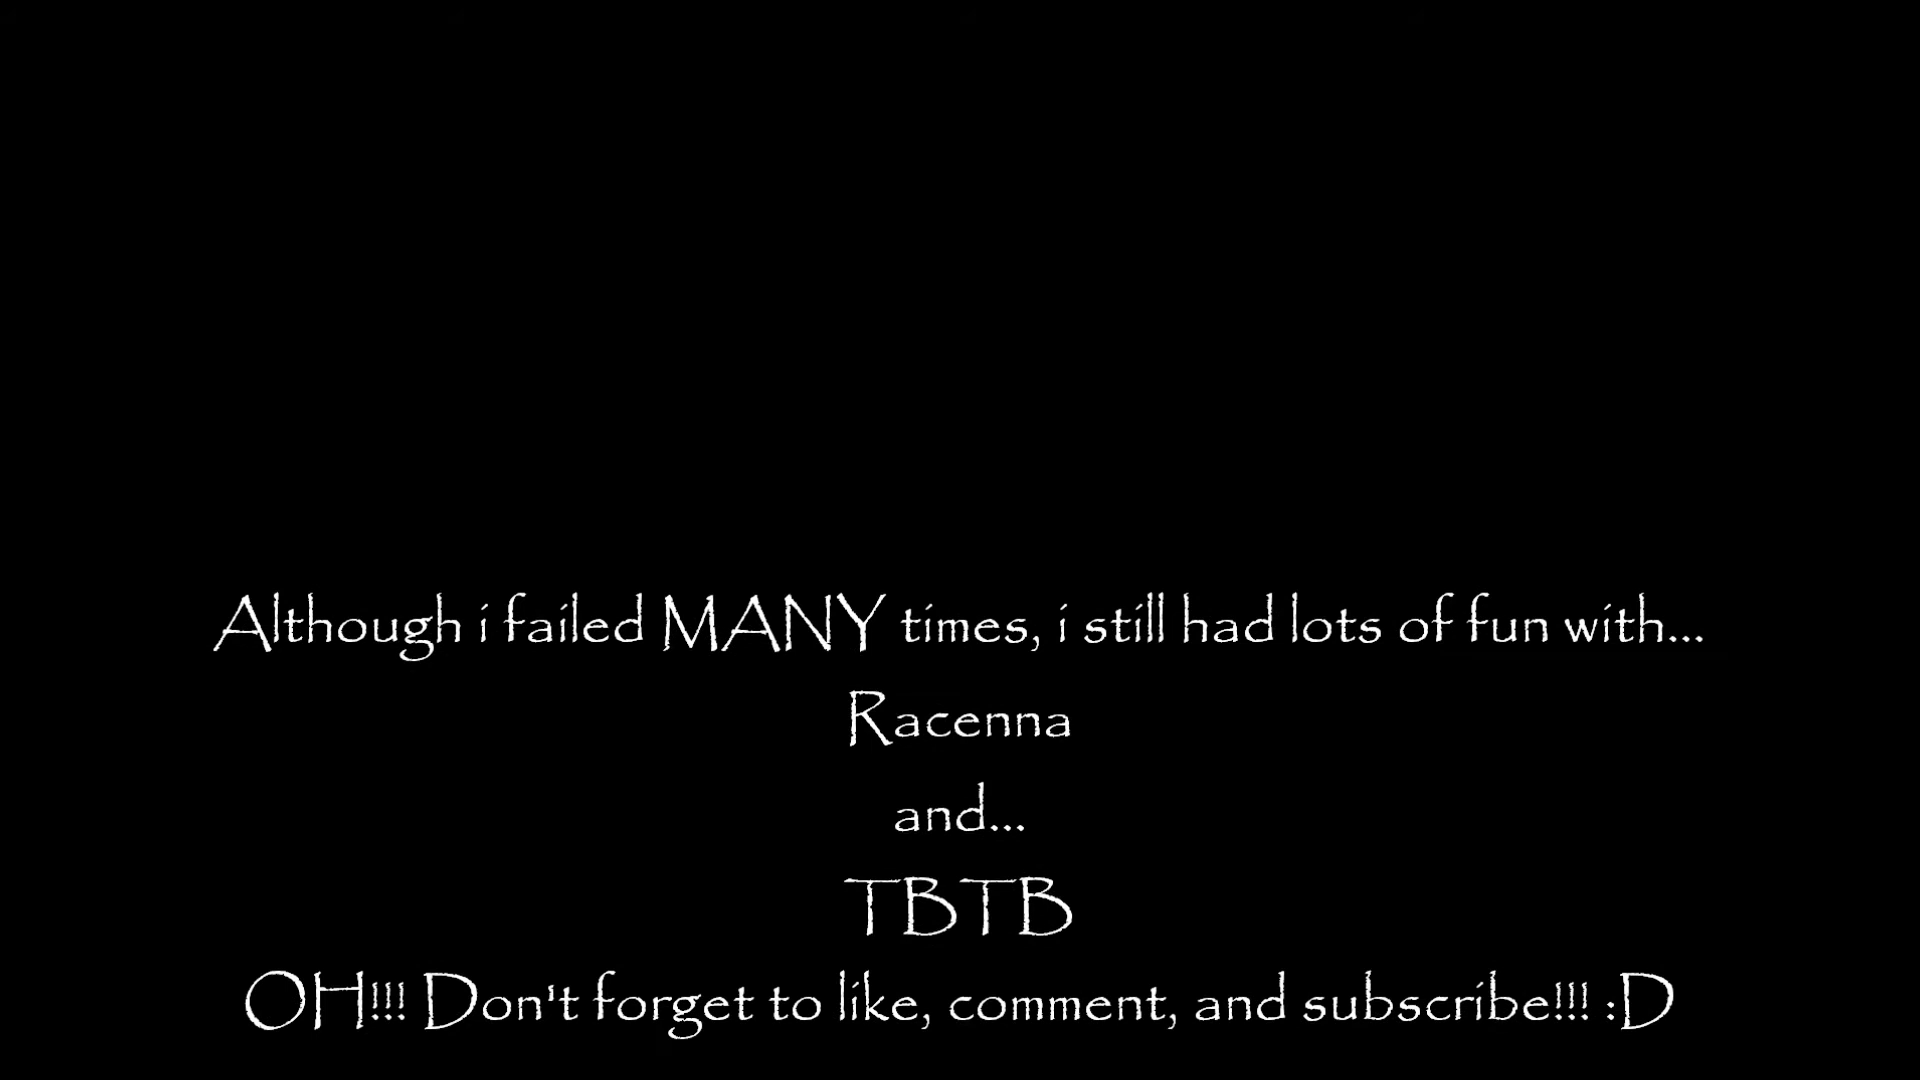 Although i failed MANY times, i still had lots of fun with...
Racenna
and...
TBTB
OH!!! Don't forget to like, comment, and subscribe!!! :D